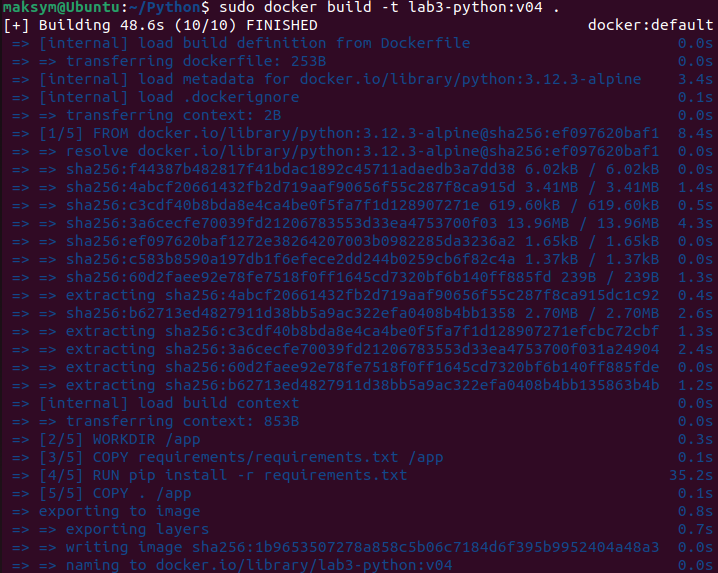 maksym@Ubuntu:~/Python$ sudo docker build -t lab3-python:v04 .
[+] Building 48.6s (10/10) FINISHED docker:default
=> [internal] load build definition from Dockerfile 0.0s
=> => transferring dockerfile: 253B 0.0s
=> [internal] load metadata for docker.io/library/python:3.12.3-alpine 3.4s
=> [internal] load .dockerignore 0.1s
=> => transferring context: 2B 0.0s
=> [1/5] FROM docker.io/library/python:3.12.3-alpine@sha256:ef097620baf1 8.4s
=> => resolve docker.io/library/python:3.12.3-alpine@sha256:ef097620baf1 0.0s
=> => sha256:f44387b482817f41bdac1892c45711adaedb3a7dd38 6.02kB / 6.02kB 0.0s
=> => sha256:4abcf20661432fb2d719aaf90656f55c287f8ca915d 3.41MB / 3.41MB 1.4s
=> => sha256:c3cdf40b8bda8e4ca4be0f5fa7f1d128907271e 619.60kB / 619.60kB 0.5s
=> => sha256:3a6cecfe70039fd21206783553d33ea4753700f03 13.96MB / 13.96MB 4.3s
=> => sha256:ef097620baf1272e38264207003b0982285da3236a2 1.65kB / 1.65kB 0.0s
=> => sha256:c583b8590a197db1f6efece2dd244b0259cb6f82c4a 1.37kB / 1.37kB 0.0s
=> => sha256:60d2faee92e78fe7518f0ff1645cd7320bf6b140ff885fd 239B / 239B 1.3s
=> => extracting sha256:4abcf20661432fb2d719aaf90656f55c287f8ca915dc1c92 0.4s
=> => sha256:b62713ed4827911d38bb5a9ac322efa0408b4bb1358 2.70MB / 2.70MB 2.6s
=> => extracting sha256:c3cdf40b8bda8e4ca4be0f5fa7f1d128907271efcbc72cbf 1.3s
=> => extracting sha256:3a6cecfe70039fd21206783553d33ea4753700f031a24904 2.4s
=> => extracting sha256:60d2faee92e78fe7518f0ff1645cd7320bf6b140ff885fde 0.0s
=> => extracting sha256:b62713ed4827911d38bb5a9ac322efa0408b4bb135863b4b 1.2s
=> [internal] load build context 0.0s
=> => transferring context: 853B 0.0s
=> [2/5] WORKDIR /app 0.3s
=> [3/5] COPY requirements/requirements.txt /app 0.1s
=> [4/5] RUN pip install -r requirements.txt 35.2s
=> [5/5] COPY . /app 0.1s
=> exporting to image 0.8s
=> => exporting layers 0.7s
=> => writing image sha256:1b9653507278a858c5b06c7184d6f395b9952404a48a3 0.0s
=> => naming to docker.io/library/lab3-python:v04 0.0s